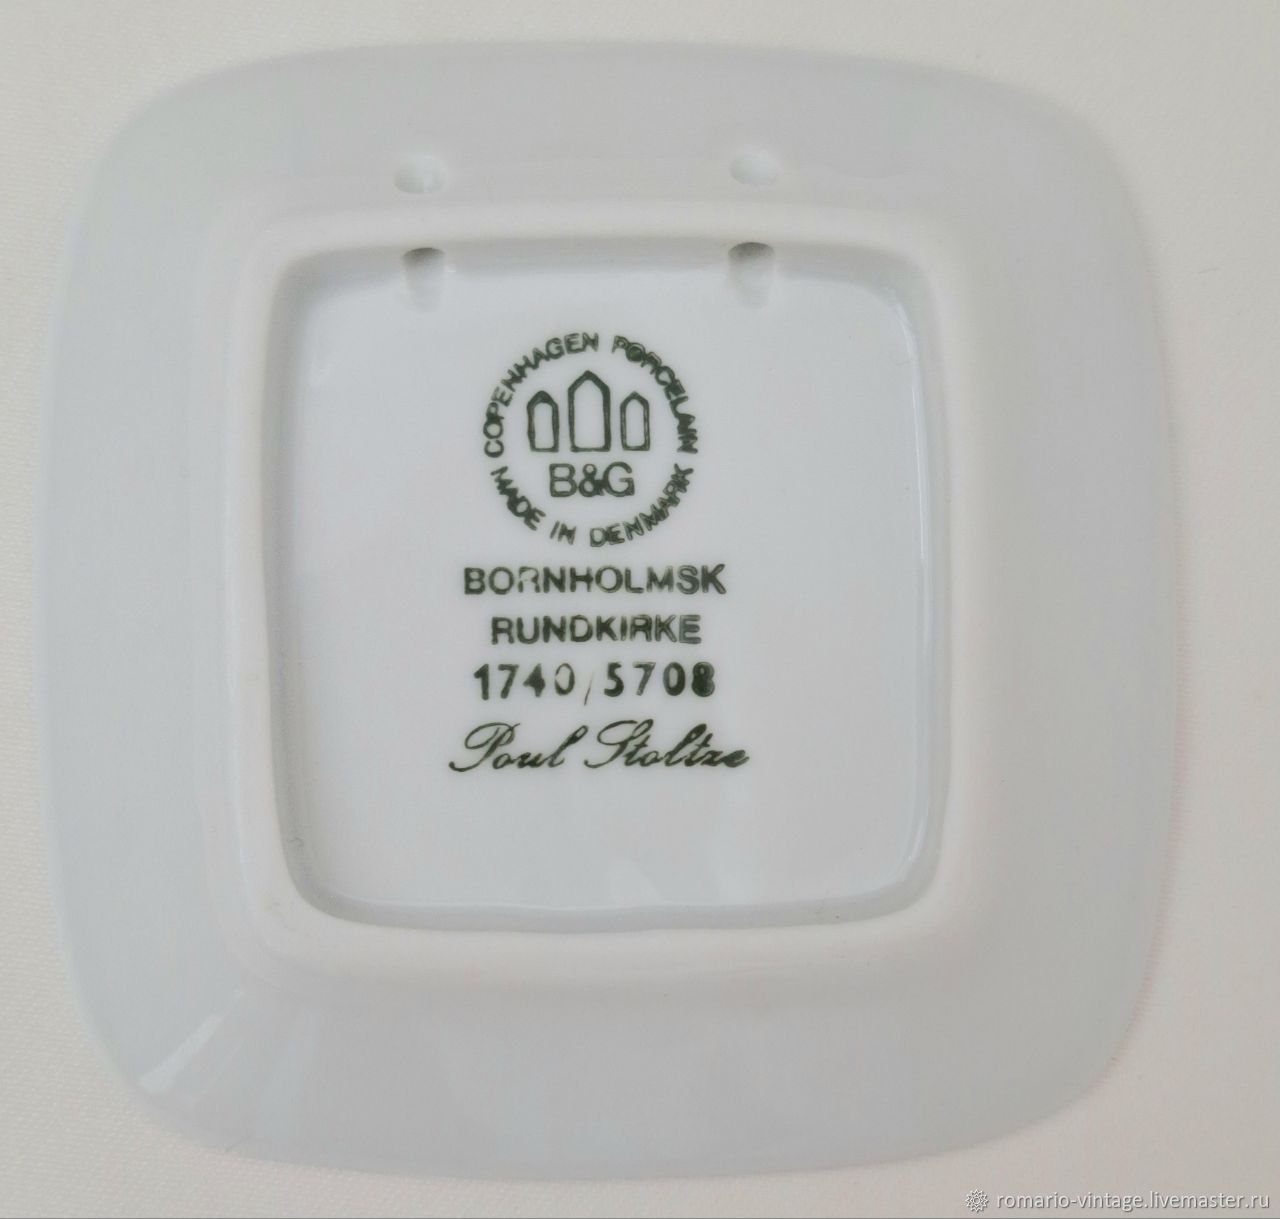 COPENHAGEN PORCELAIN
B&G
MADE IN DENMARK
BORNHOLMSK
RUNDKIRKE
1740/5708
Poul Stoltze
romario-vintage.livemaster.ru